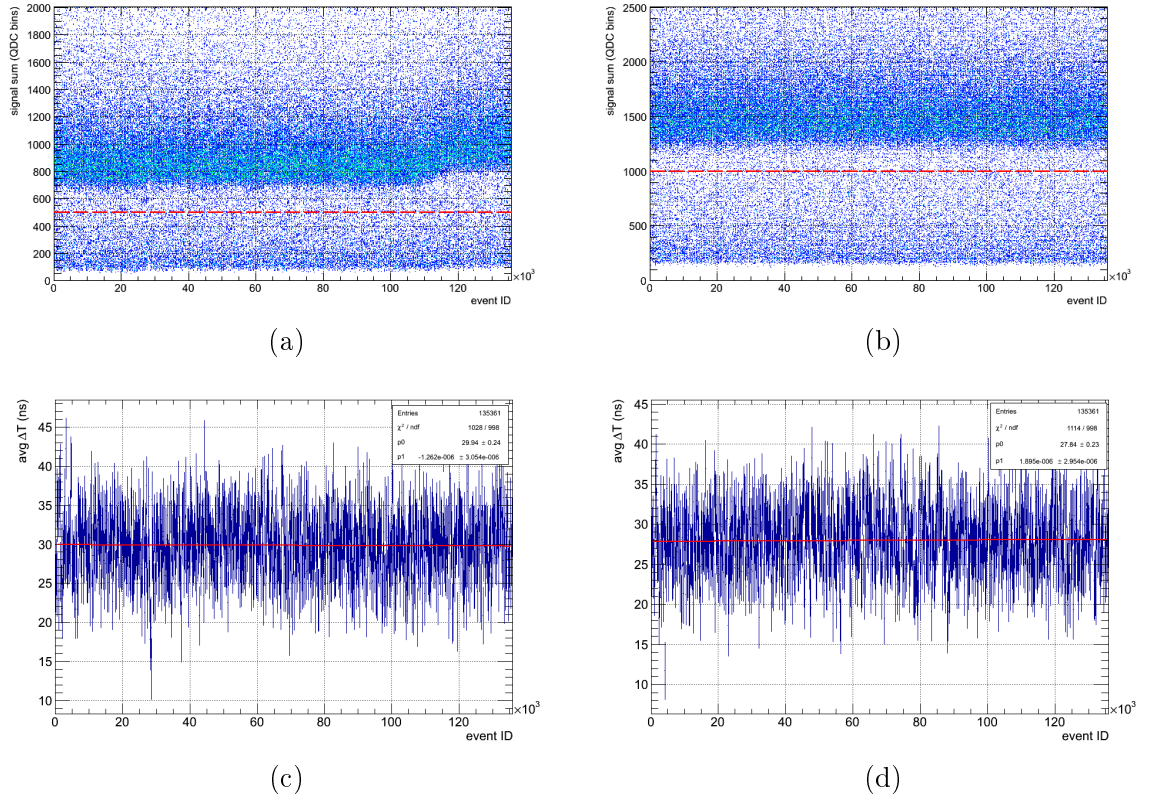 signal sum (QDC bins)
2000
1800
1600
1400
1200
1000
800
600
400
200
0
0 20 40 60 80 100 120 ×10³
event ID
(a)
signal sum (QDC bins)
2500
2000
1500
1000
500
0
0 20 40 60 80 100 120 ×10³
event ID
(b)
avg ΔT (ns)
Entries 135361
χ² / ndf 1028 / 998
p0 29.94 ± 0.24
p1 -1.262e-006 ± 3.054e-006
45
40
35
30
25
20
15
10
0 20 40 60 80 100 120 ×10³
event ID
(c)
avg ΔT (ns)
Entries 135361
χ² / ndf 1114 / 998
p0 27.84 ± 0.23
p1 1.895e-006 ± 2.954e-006
45
40
35
30
25
20
15
10
0 20 40 60 80 100 120 ×10³
event ID
(d)